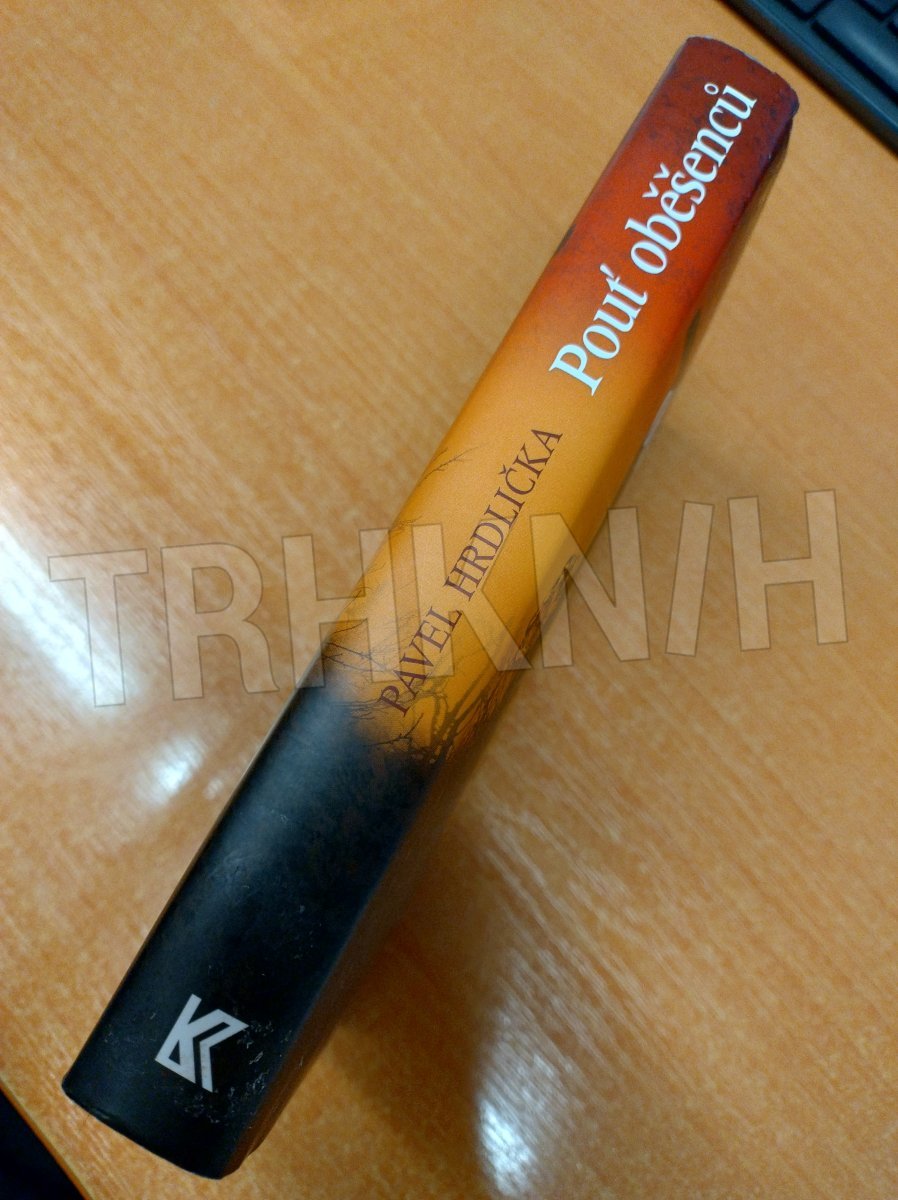 Pouť oběšenců
PAVEL HRDLIČKA
TRHKNIH